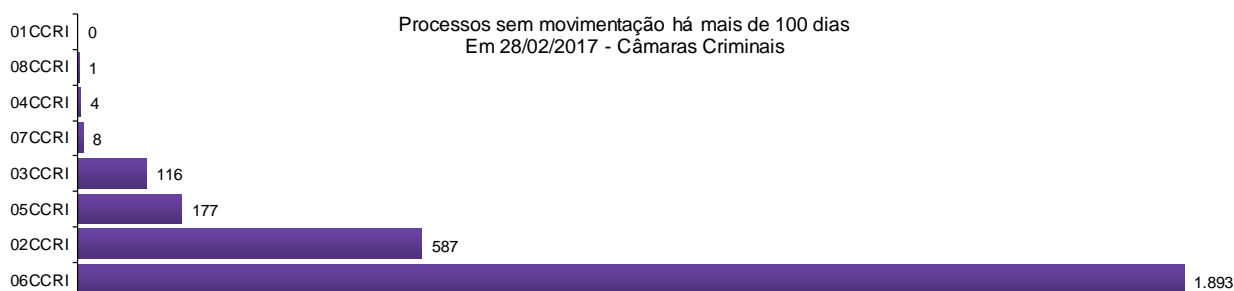 Processos sem movimentação há mais de 100 dias
Em 28/02/2017 - Câmaras Criminais
01CCRI 0
08CCRI 1
04CCRI 4
07CCRI 8
03CCRI 116
05CCRI 177
02CCRI 587
06CCRI 1.893